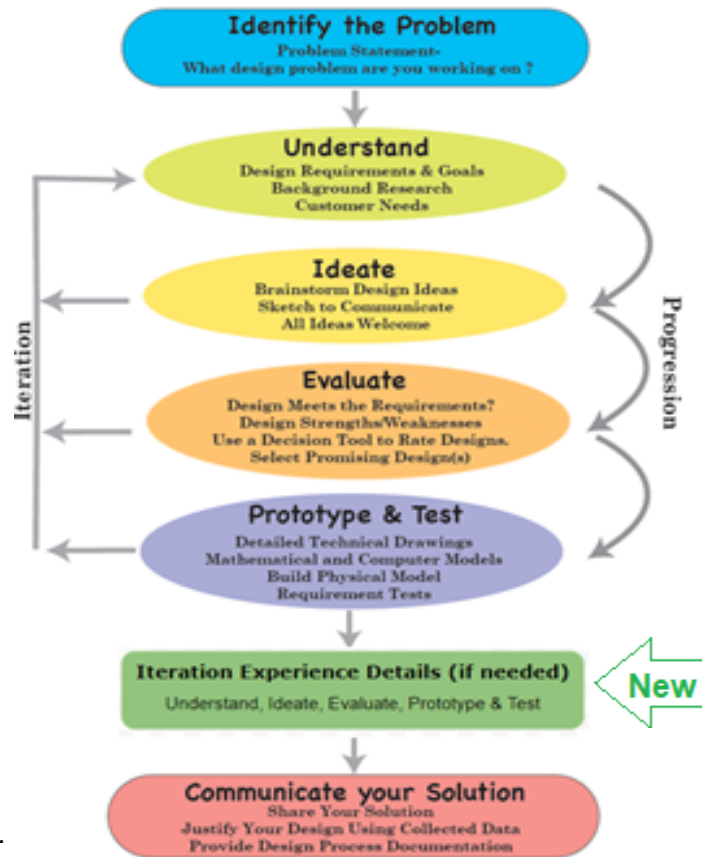 Identify the Problem
Problem Statement-
What design problem are you working on ?
Understand
Design Requirements & Goals
Background Research
Customer Needs
Ideate
Brainstorm Design Ideas
Sketch to Communicate
All Ideas Welcome
Iteration
Progression
Evaluate
Design Meets the Requirements?
Design Strengths/Weaknesses
Use a Decision Tool to Rate Designs.
Select Promising Design(s)
Prototype & Test
Detailed Technical Drawings
Mathematical and Computer Models
Build Physical Model
Requirement Tests
Iteration Experience Details (if needed)
Understand, Ideate, Evaluate, Prototype & Test
New
Communicate your Solution
Share Your Solution
Justify Your Design Using Collected Data
Provide Design Process Documentation
.